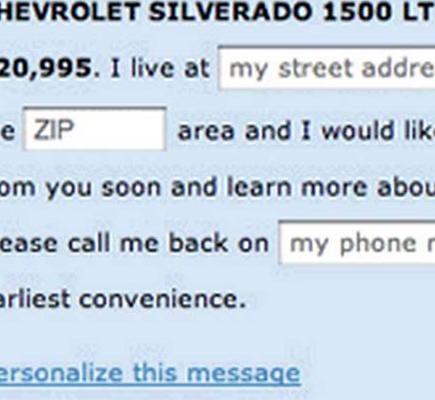 HEVROLET SILVERADO 1500 LT
20,995. I live at my street addre
e ZIP area and I would like
om you soon and learn more abou
ease call me back on my phone
arliest convenience.
ersonalize this message